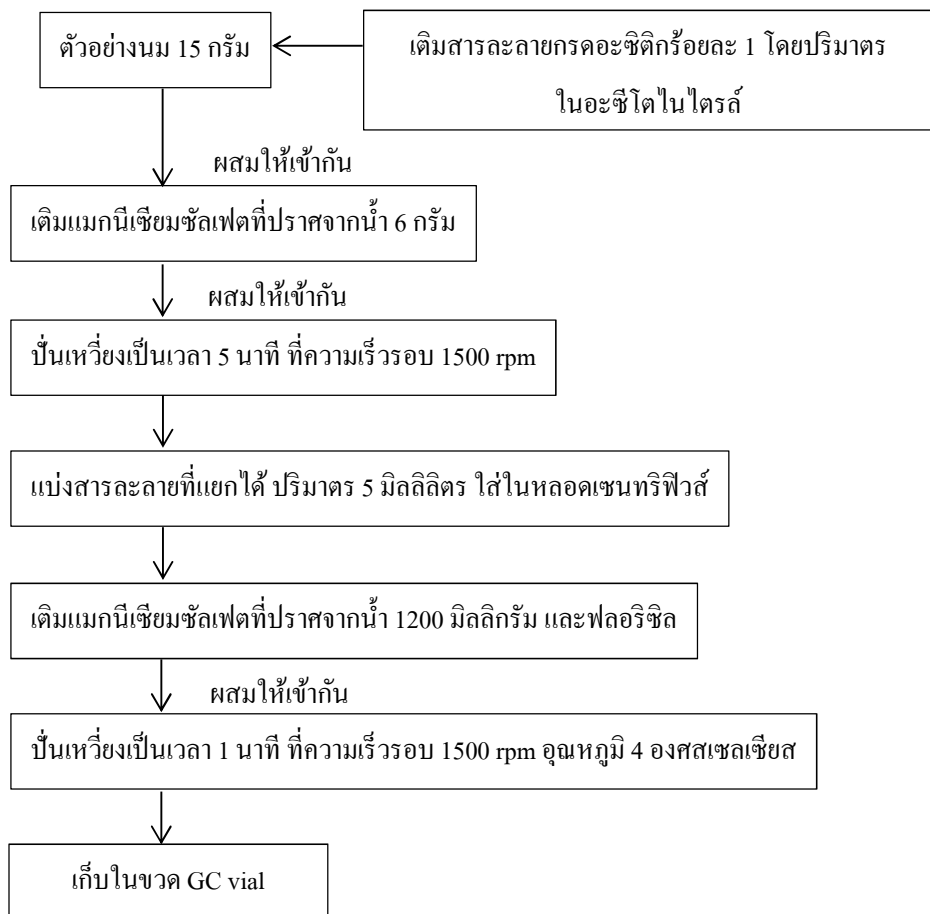 ตัวอย่างนม 15 กรัม
เติมสารละลายกรดอะซิติกร้อยละ 1 โดยปริมาตร
ในอะซีโตไนไตรล์
ผสมให้เข้ากัน
เติมแมกนีเซียมซัลเฟตที่ปราศจากน้ำ 6 กรัม
ผสมให้เข้ากัน
ปั่นเหวี่ยงเป็นเวลา 5 นาที ที่ความเร็วรอบ 1500 rpm
แบ่งสารละลายที่แยกได้ ปริมาตร 5 มิลลิลิตร ใส่ในหลอดเซนทริฟิวส์
เติมแมกนีเซียมซัลเฟตที่ปราศจากน้ำ 1200 มิลลิกรัม และฟลอริซิล
ผสมให้เข้ากัน
ปั่นเหวี่ยงเป็นเวลา 1 นาที ที่ความเร็วรอบ 1500 rpm อุณหภูมิ 4 องศสเซลเซียส
เก็บในขวด GC vial